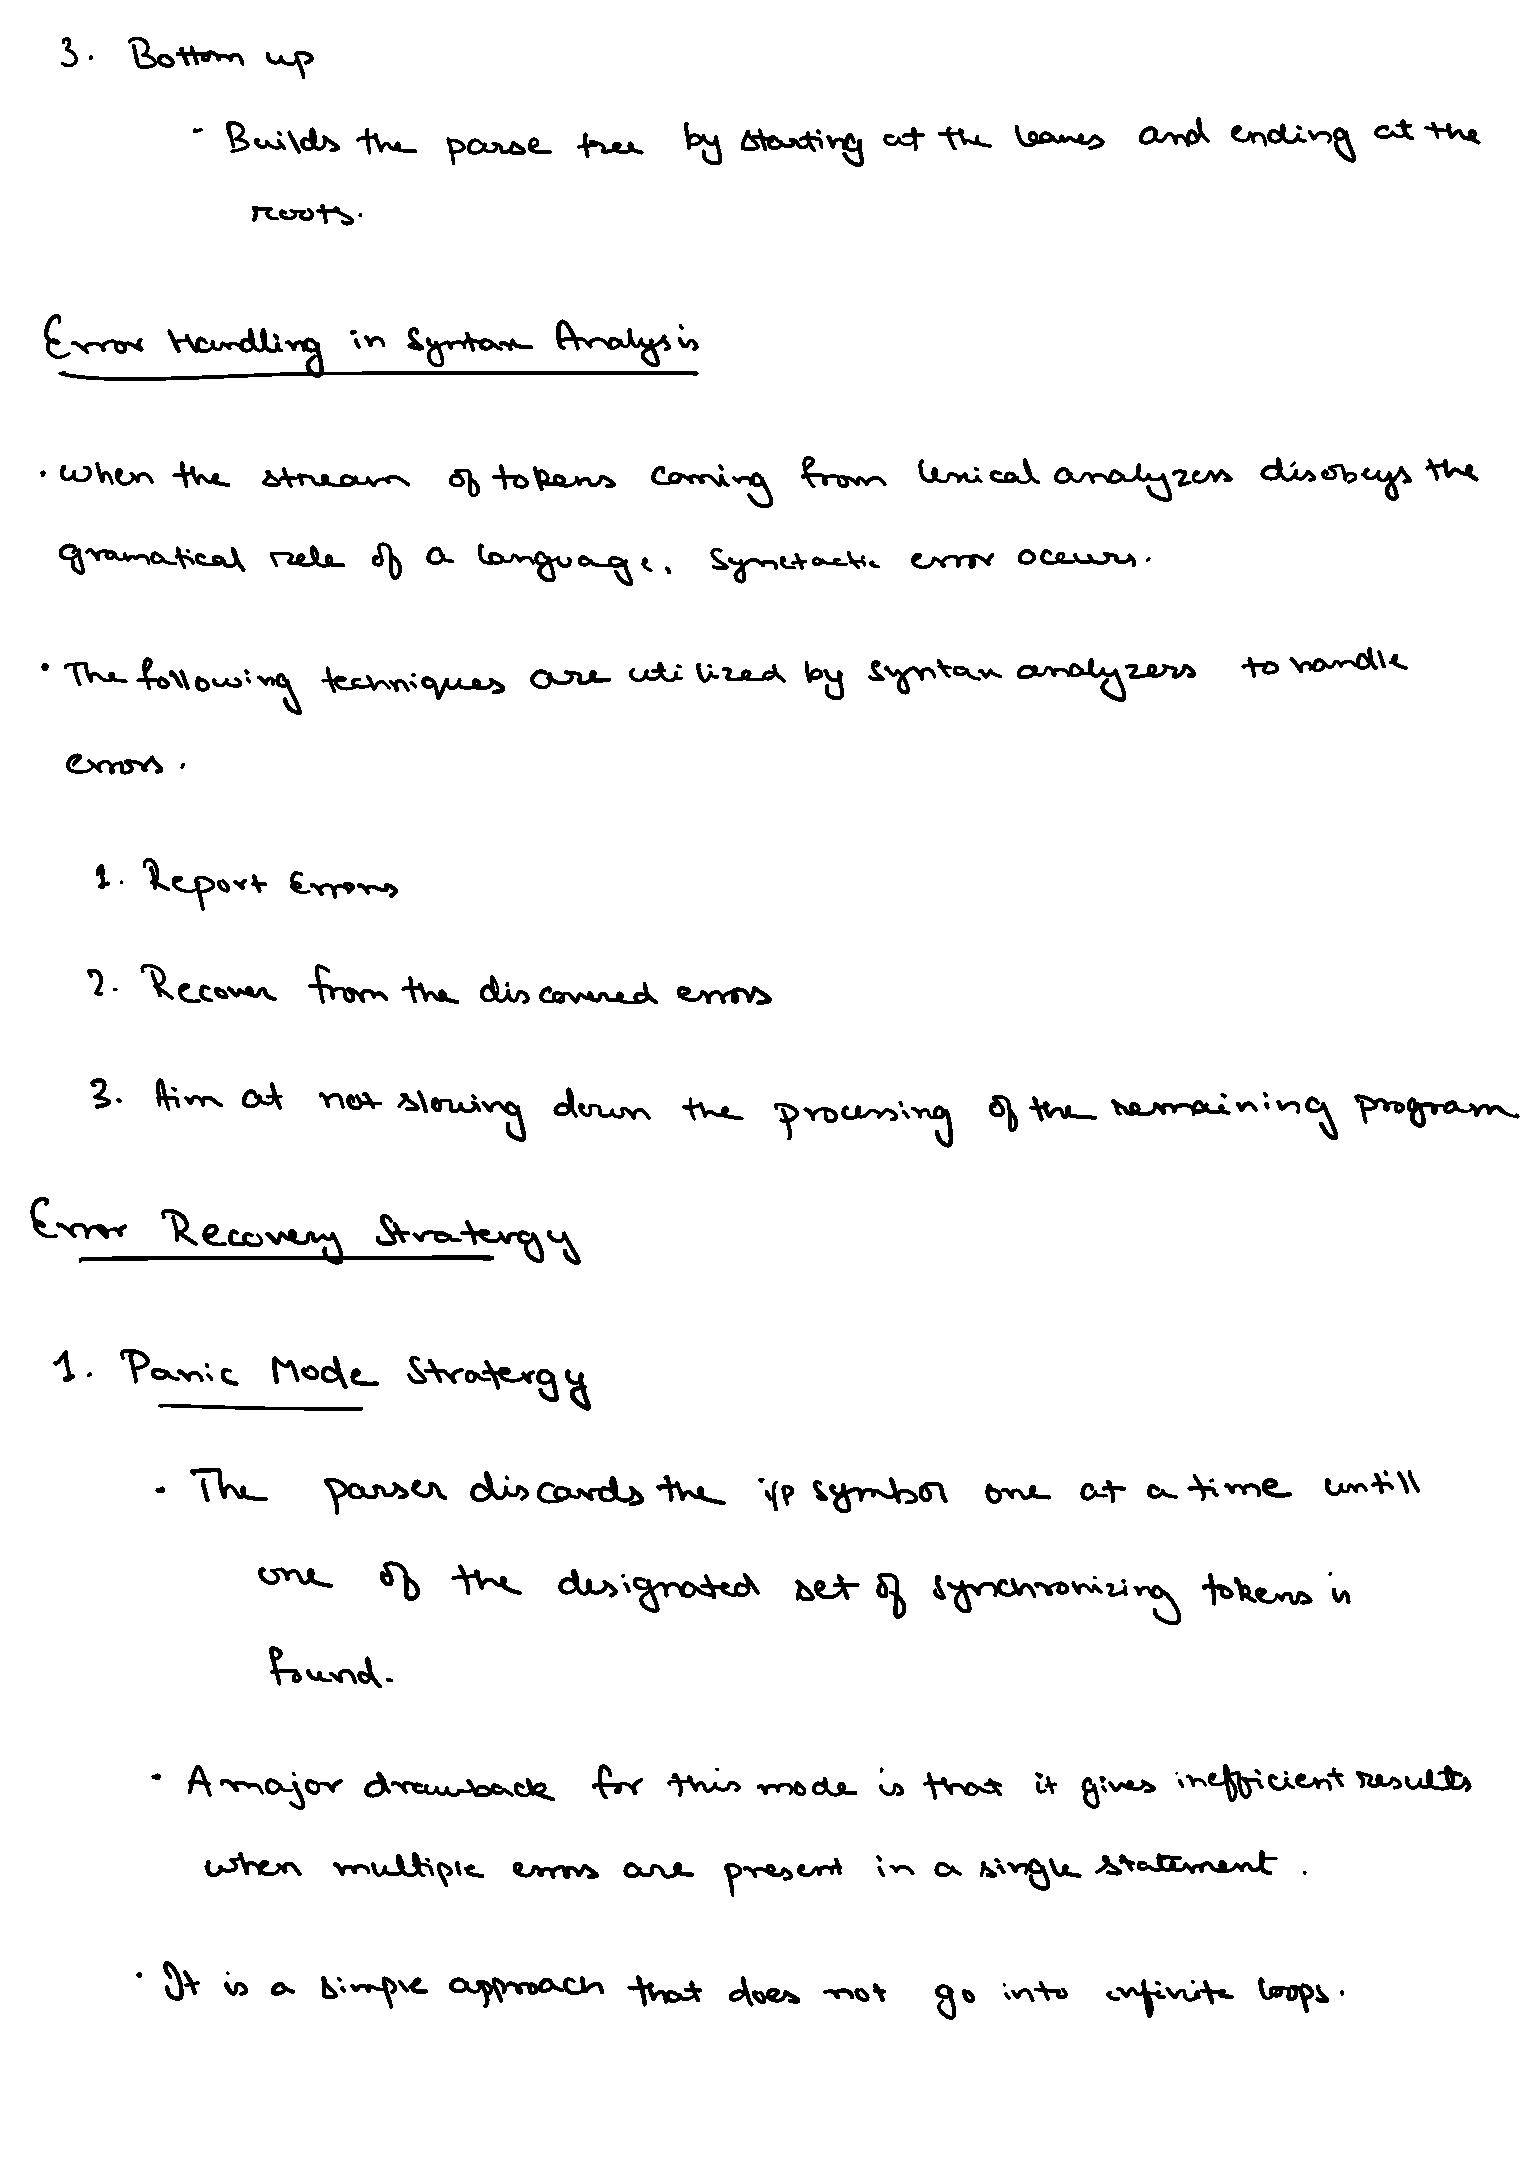 3. Bottom up
- Builds the parse tree by starting at the leaves and ending at the
roots.
Error Handling in Syntax Analysis
• When the stream of tokens coming from lexical analyzers disobeys the
gramatical rule of a language. Synctactic error occurs.
• The following techniques are utilized by syntax analyzers to handle
errors.
1. Report Errors
2. Recover from the discovered errors
3. Aim at not slowing down the processing of the remaining program
Error Recovery Stratergy
1. Panic Mode Stratergy
• The parser discards the i/p symbol one at a time untill
one of the designated set of synchronizing tokens is
found.
• A major drawback for this mode is that it gives inefficient results
when multiple errors are present in a single statement.
• It is a simple approach that does not go into infinite loops.